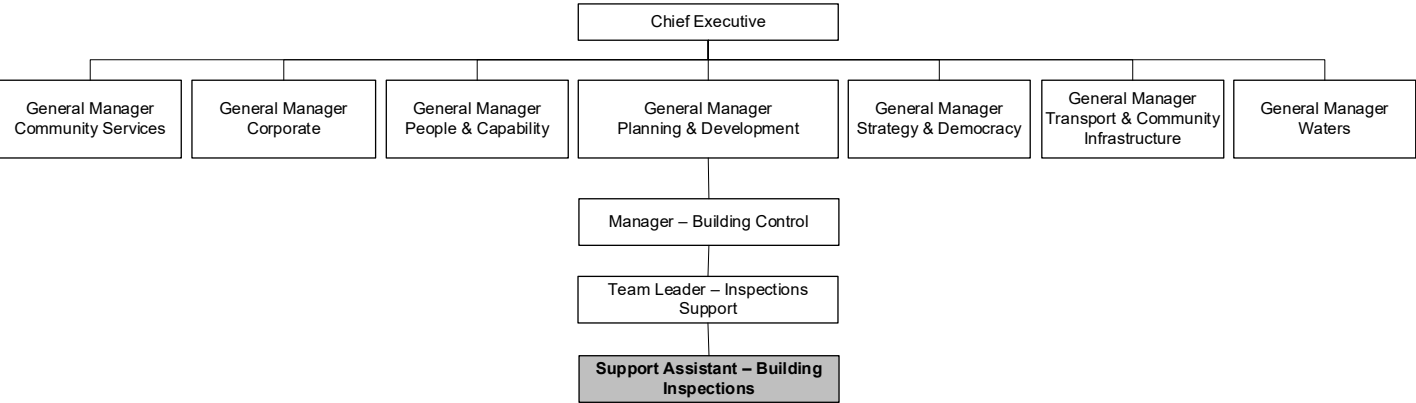 Chief Executive
General Manager
Community Services
General Manager
Corporate
General Manager
People & Capability
General Manager
Planning & Development
General Manager
Strategy & Democracy
General Manager
Transport & Community
Infrastructure
General Manager
Waters
Manager – Building Control
Team Leader – Inspections
Support
Support Assistant – Building
Inspections